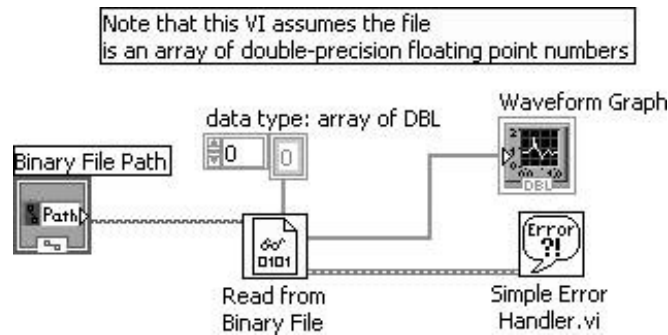 Note that this VI assumes the file
is an array of double-precision floating point numbers
Waveform Graph
data type: array of DBL
0
0
2
0
DBL
Binary File Path
Path
0101
Error
?!
Read from
Binary File
Simple Error
Handler.vi